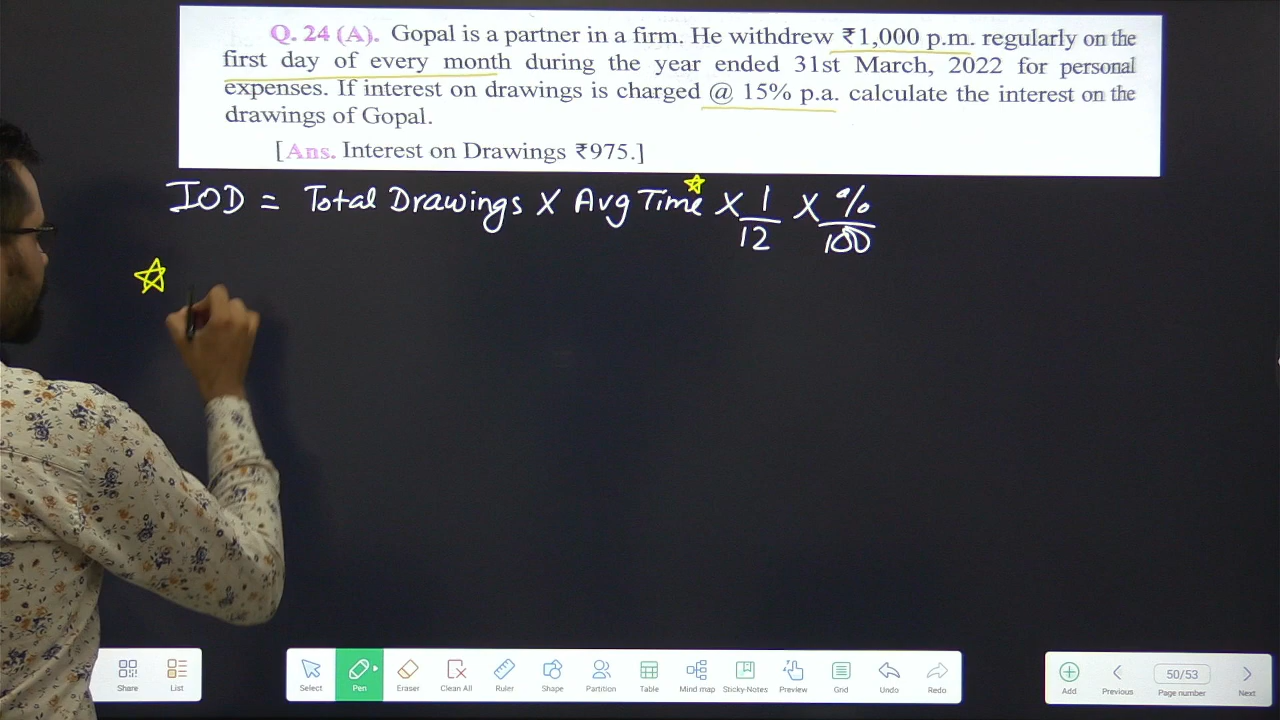 Q. 24 (A). Gopal is a partner in a firm. He withdrew ₹1,000 p.m. regularly on the
first day of every month during the year ended 31st March, 2022 for personal
expenses. If interest on drawings is charged @ 15% p.a. calculate the interest on the
drawings of Gopal.
[Ans. Interest on Drawings ₹975.]
IOD = Total Drawings X Avg Time X 1/12 X %/100
Share
List
Select
Pen
Eraser
Clean All
Ruler
Shape
Partition
Table
Mind map
Sticky-Notes
Preview
Grid
Undo
Redo
Add
Previous
50/53
Page number
Next